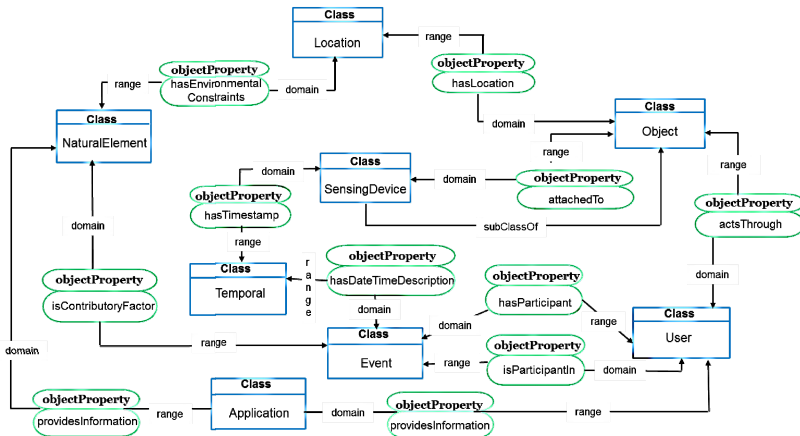 Class
Location
range
range
objectProperty
hasEnvironmental
Constraints
domain
objectProperty
hasLocation
domain
Class
NaturalElement
Class
Object
range
range
Class
SensingDevice
domain
domain
objectProperty
attachedTo
objectProperty
hasTimestamp
objectProperty
actsThrough
subClassOf
domain
range
objectProperty
hasDateTimeDescription
range
Class
Temporal
domain
objectProperty
isContributoryFactor
objectProperty
hasParticipant
domain
domain
range
Class
Event
range
objectProperty
isParticipantIn
range
domain
Class
User
domain
Class
Application
objectProperty
providesInformation
range
domain
objectProperty
providesInformation
range